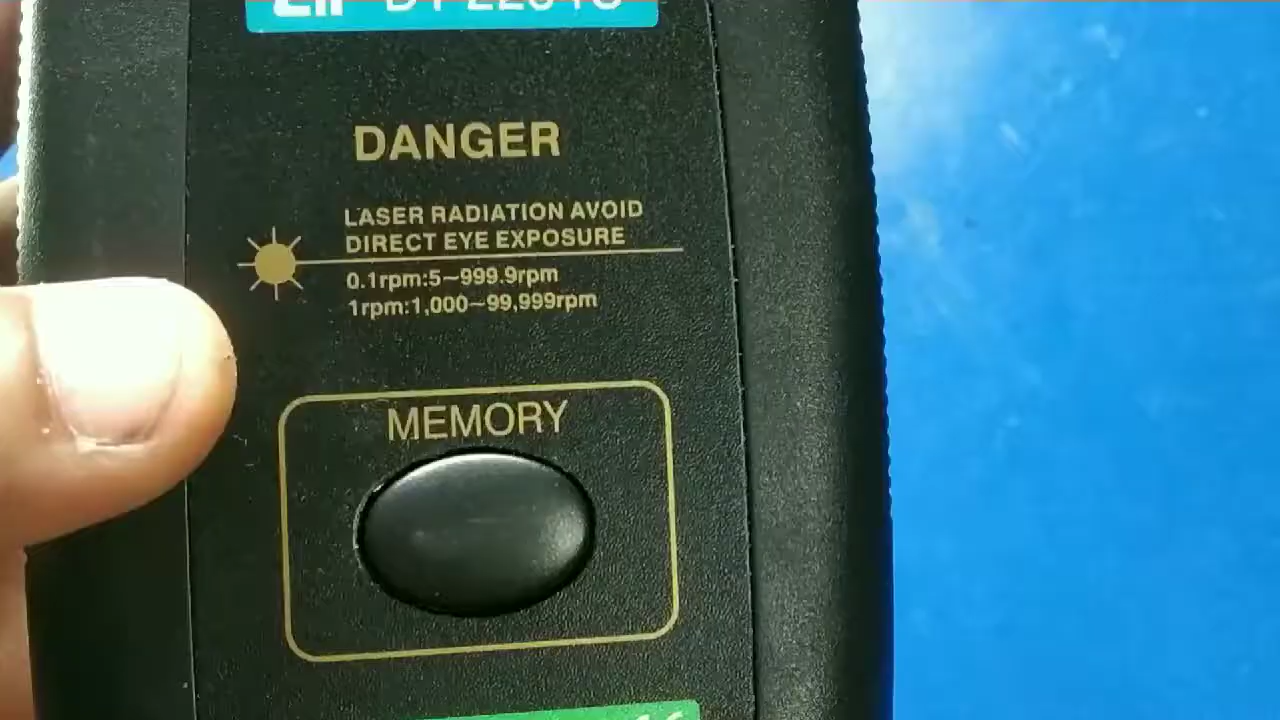 DANGER
LASER RADIATION AVOID
DIRECT EYE EXPOSURE
0.1rpm:5~999.9rpm
1rpm:1,000~99,999rpm
MEMORY